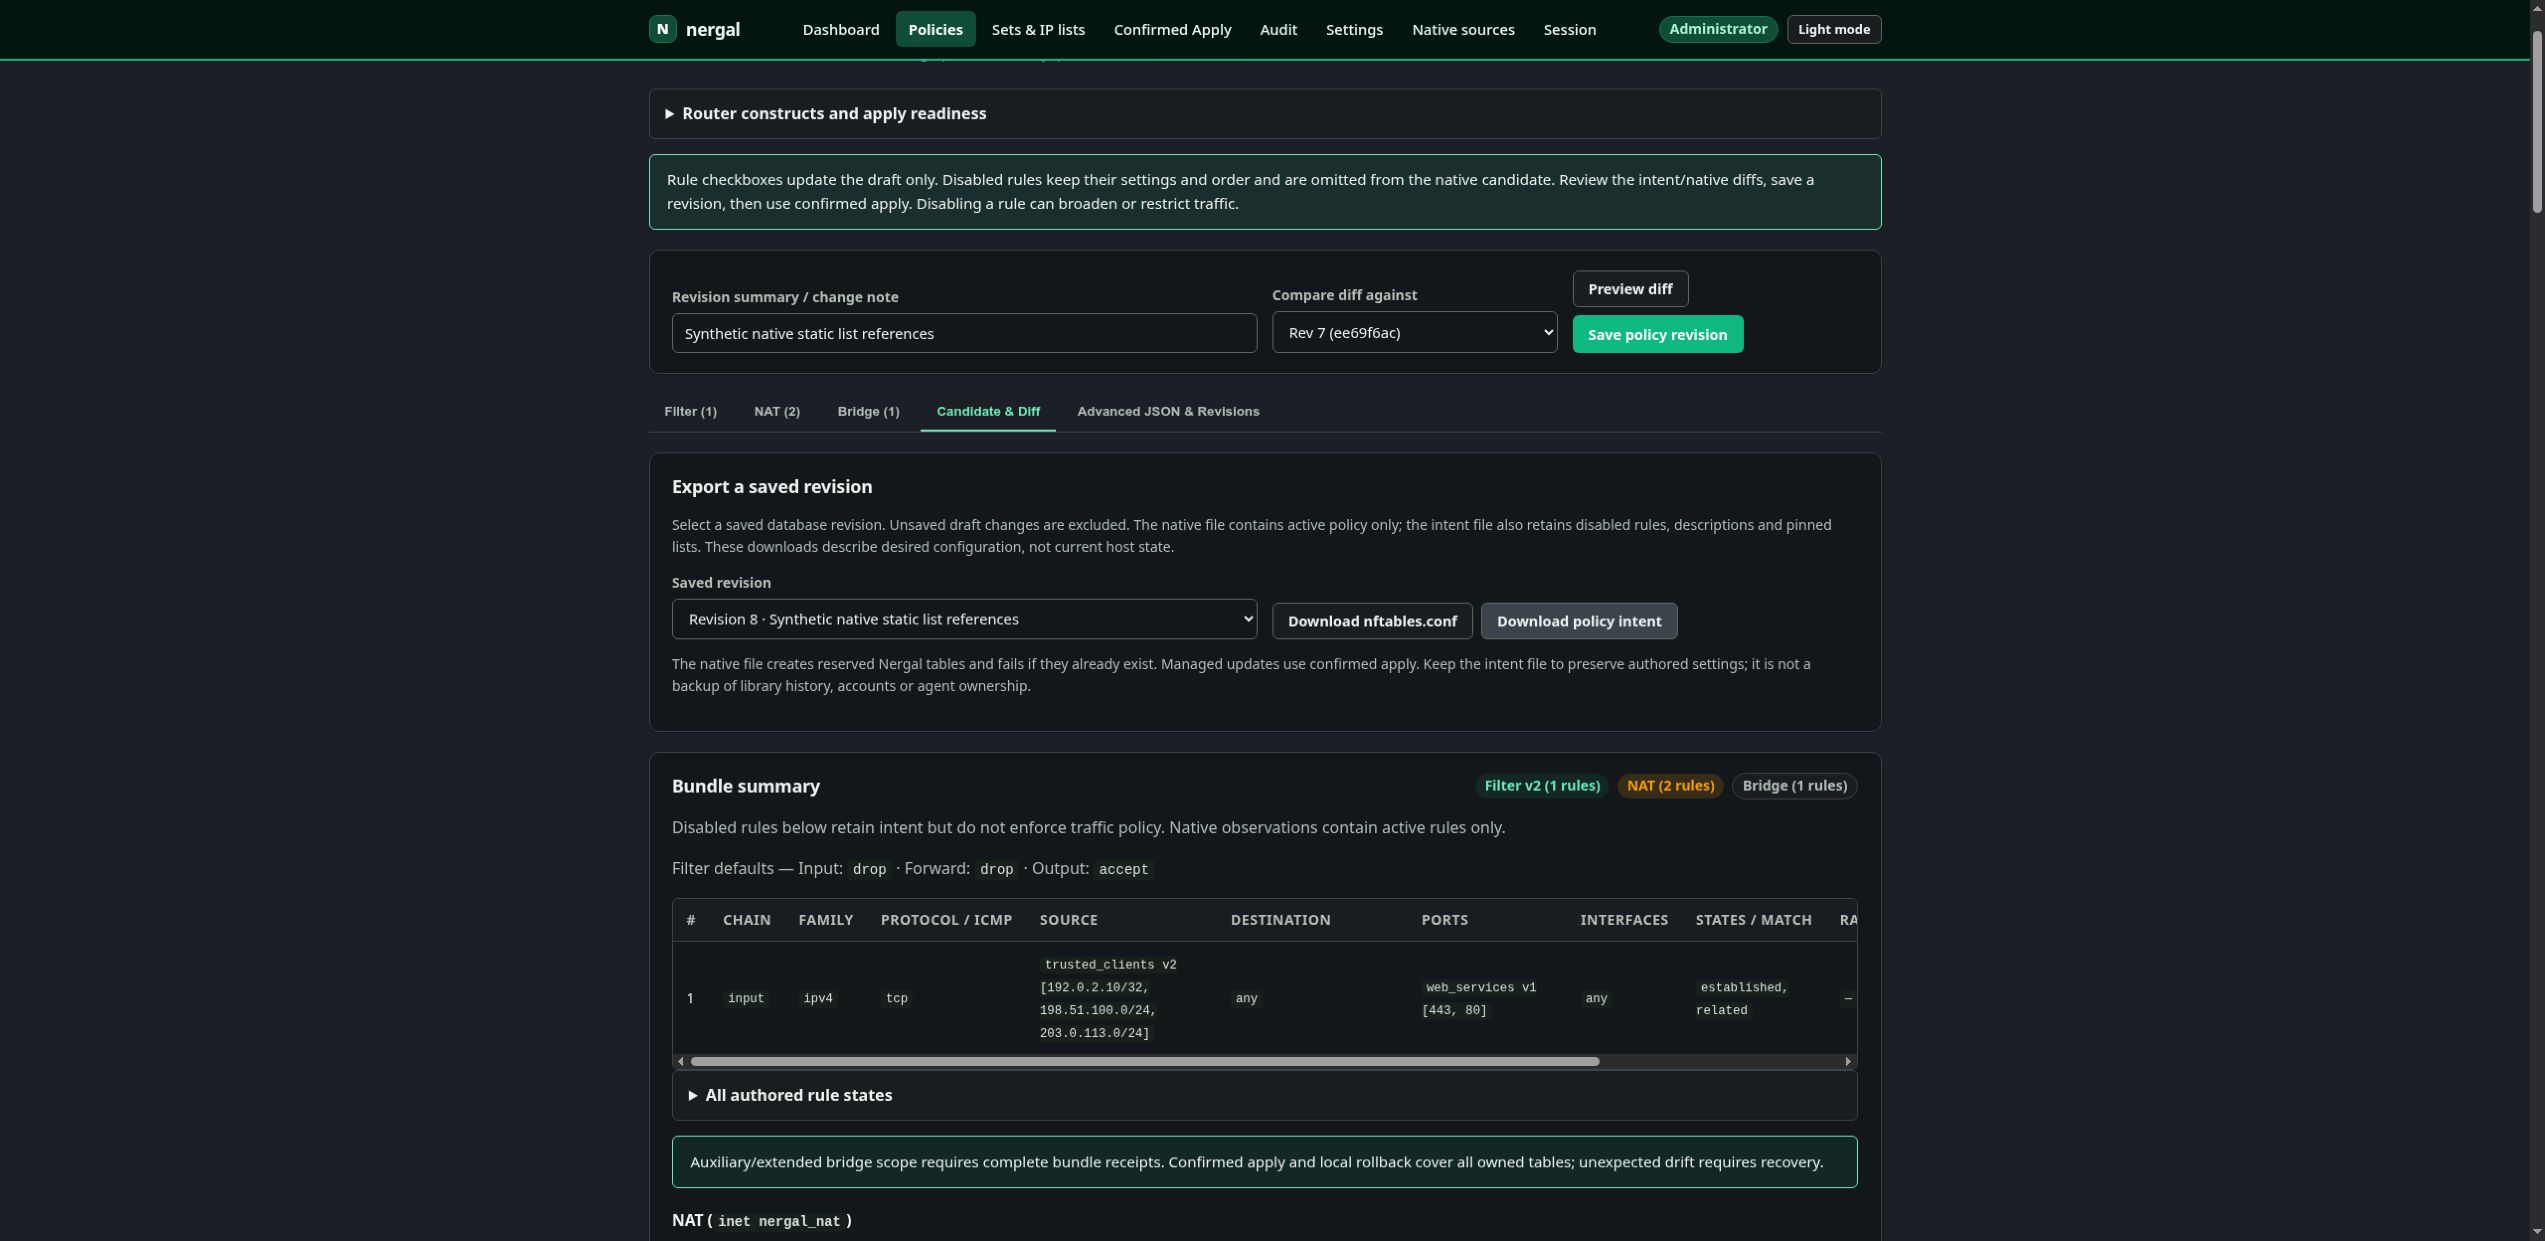 N nergal Dashboard Policies Sets & IP lists Confirmed Apply Audit Settings Native sources Session Administrator Light mode
Router constructs and apply readiness
Rule checkboxes update the draft only. Disabled rules keep their settings and order and are omitted from the native candidate. Review the intent/native diffs, save a
revision, then use confirmed apply. Disabling a rule can broaden or restrict traffic.
Revision summary / change note
Synthetic native static list references
Compare diff against
Rev 7 (ee69f6ac)
Preview diff
Save policy revision
Filter (1) NAT (2) Bridge (1) Candidate & Diff Advanced JSON & Revisions
Export a saved revision
Select a saved database revision. Unsaved draft changes are excluded. The native file contains active policy only; the intent file also retains disabled rules, descriptions and pinned
lists. These downloads describe desired configuration, not current host state.
Saved revision
Revision 8 · Synthetic native static list references Download nftables.conf Download policy intent
The native file creates reserved Nergal tables and fails if they already exist. Managed updates use confirmed apply. Keep the intent file to preserve authored settings; it is not a
backup of library history, accounts or agent ownership.
Bundle summary Filter v2 (1 rules) NAT (2 rules) Bridge (1 rules)
Disabled rules below retain intent but do not enforce traffic policy. Native observations contain active rules only.
Filter defaults — Input: drop · Forward: drop · Output: accept
# CHAIN FAMILY PROTOCOL / ICMP SOURCE DESTINATION PORTS INTERFACES STATES / MATCH RA
1 input ipv4 tcp
trusted_clients v2
[192.0.2.10/32,
198.51.100.0/24,
203.0.113.0/24]
any
web_services v1
[443, 80]
any
established,
related
—
All authored rule states
Auxiliary/extended bridge scope requires complete bundle receipts. Confirmed apply and local rollback cover all owned tables; unexpected drift requires recovery.
NAT ( inet nergal_nat )